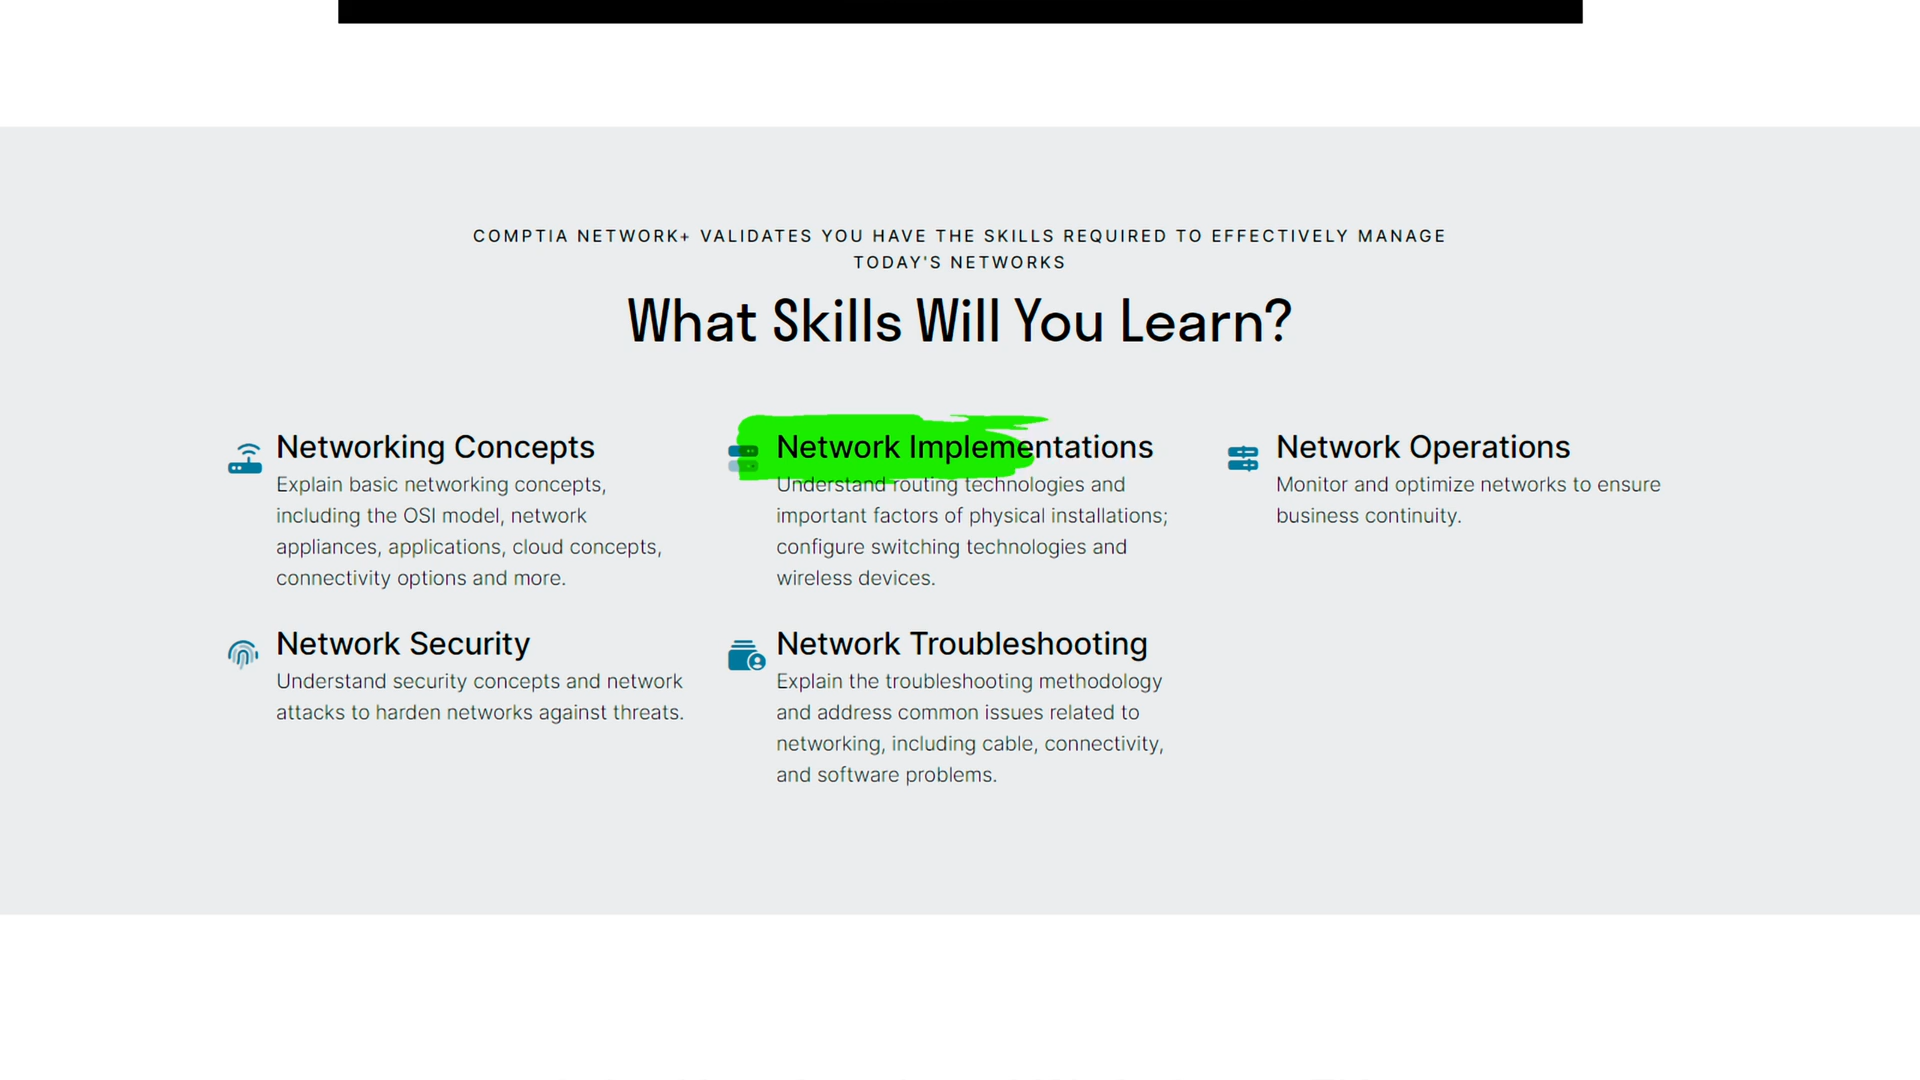 COMPTIA NETWORK+ VALIDATES YOU HAVE THE SKILLS REQUIRED TO EFFECTIVELY MANAGE
TODAY'S NETWORKS
What Skills Will You Learn?
Networking Concepts
Explain basic networking concepts,
including the OSI model, network
appliances, applications, cloud concepts,
connectivity options and more.
Network Implementations
Understand routing technologies and
important factors of physical installations;
configure switching technologies and
wireless devices.
Network Operations
Monitor and optimize networks to ensure
business continuity.
Network Security
Understand security concepts and network
attacks to harden networks against threats.
Network Troubleshooting
Explain the troubleshooting methodology
and address common issues related to
networking, including cable, connectivity,
and software problems.